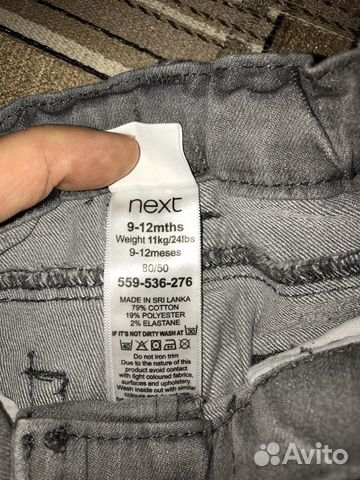 next
9-12mths
Weight 11kg/24lbs
9-12meses
80/50
559-536-276
MADE IN SRI LANKA
79% COTTON
19% POLYESTER
2% ELASTANE
IF IT'S NOT DIRTY WASH AT
Do not iron trim
Due to the nature of this
product avoid contact
with light coloured fabrics,
surfaces and upholstery.
Wash inside out with
similar colours
Avito